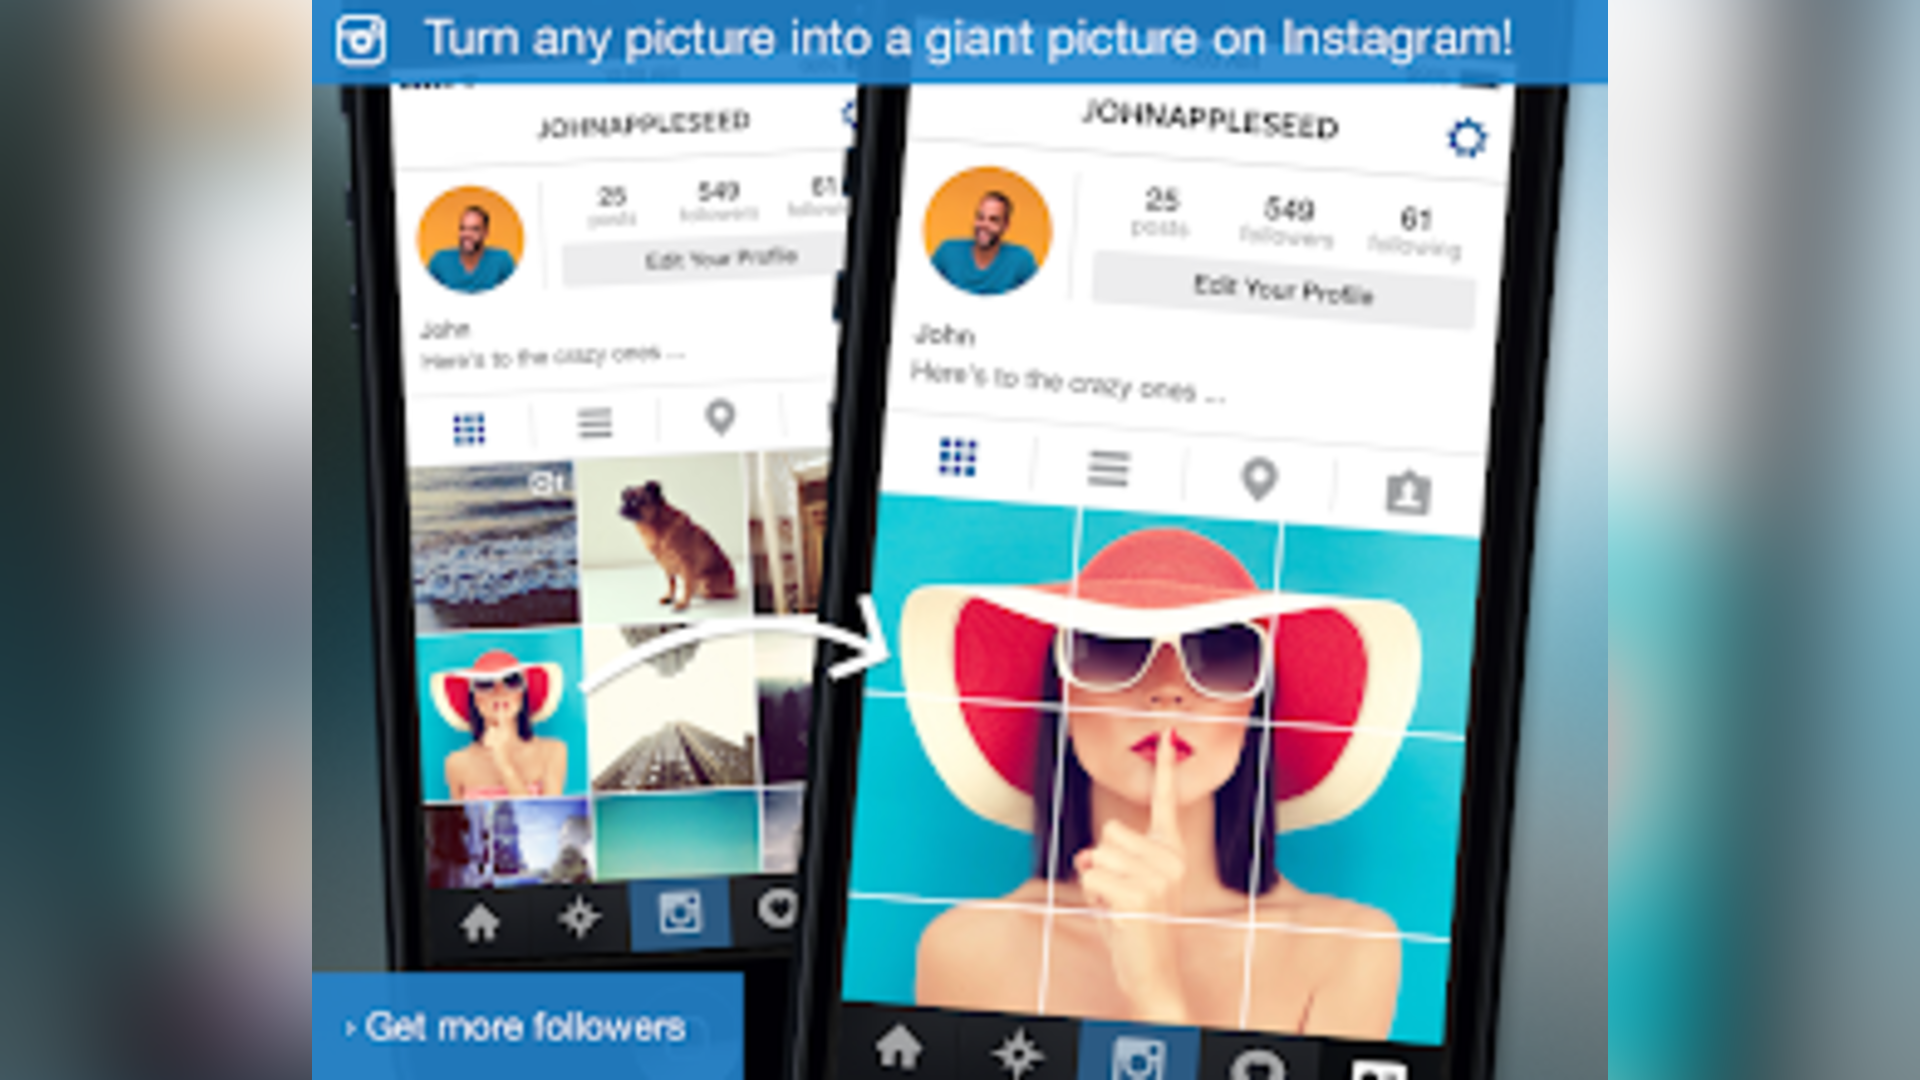 Turn any picture into a giant picture on Instagram!
JOHNAPPLESEED
25 549 61
posts followers
Edit Your Profile
John
Here's to the crazy ones ...
JOHNAPPLESEED
25 549 61
posts followers following
Edit Your Profile
John
Here's to the crazy ones ...
› Get more followers